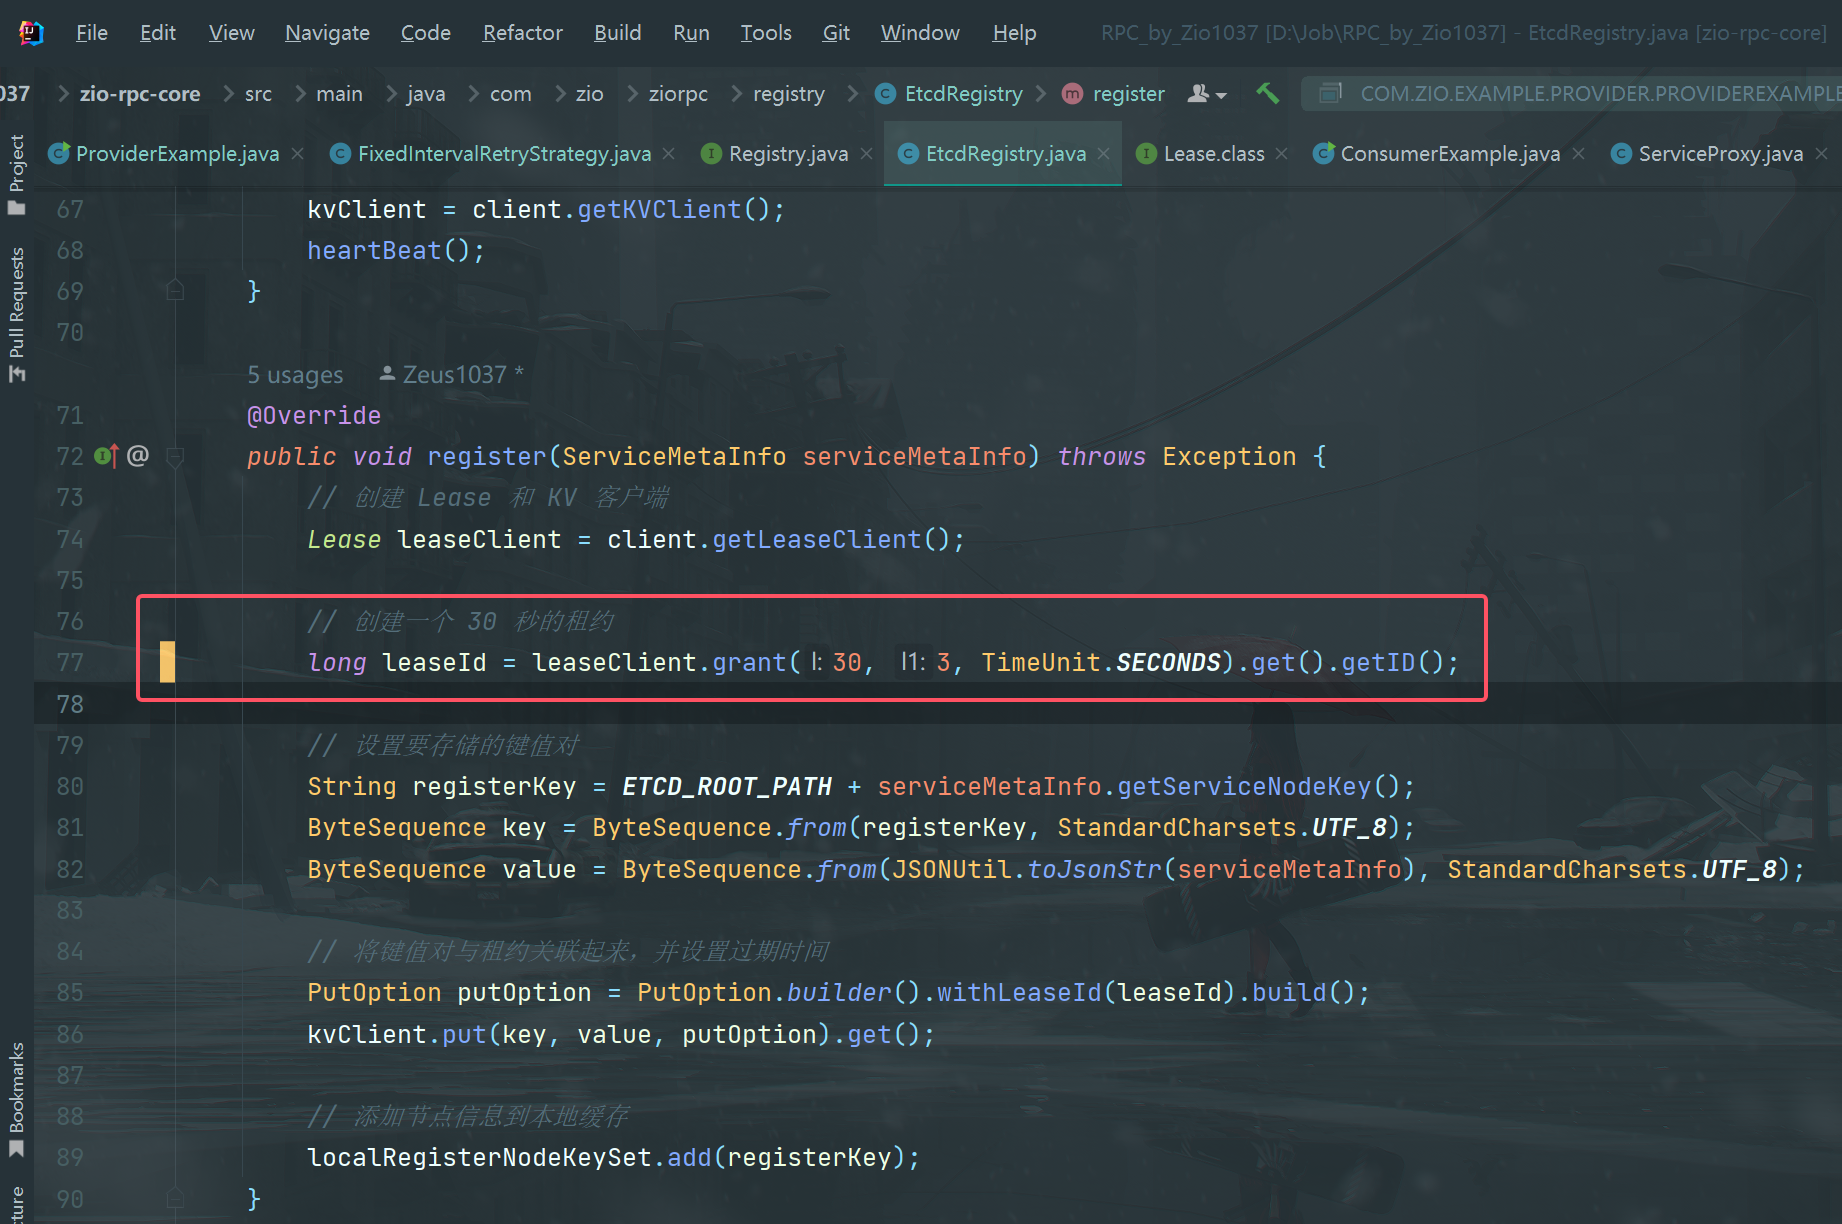 File Edit View Navigate Code Refactor Build Run Tools Git Window Help RPC_by_Zio1037 [D:\Job\RPC_by_Zio1037] - EtcdRegistry.java [zio-rpc-core]
037 zio-rpc-core src main java com zio ziorpc registry EtcdRegistry register COM.ZIO.EXAMPLE.PROVIDER.PROVIDEREXAMPLE
ProviderExample.java FixedIntervalRetryStrategy.java Registry.java EtcdRegistry.java Lease.class ConsumerExample.java ServiceProxy.java
Project
Pull Requests
Bookmarks
cture
67 kvClient = client.getKVClient();
68 heartBeat();
69 }
70
5 usages Zeus1037 *
71 @Override
72 public void register(ServiceMetaInfo serviceMetaInfo) throws Exception {
73 // 创建 Lease 和 KV 客户端
74 Lease leaseClient = client.getLeaseClient();
75
76 // 创建一个 30 秒的租约
77 long leaseId = leaseClient.grant( l: 30, l1: 3, TimeUnit.SECONDS).get().getID();
78
79 // 设置要存储的键值对
80 String registerKey = ETCD_ROOT_PATH + serviceMetaInfo.getServiceNodeKey();
81 ByteSequence key = ByteSequence.from(registerKey, StandardCharsets.UTF_8);
82 ByteSequence value = ByteSequence.from(JSONUtil.toJsonStr(serviceMetaInfo), StandardCharsets.UTF_8);
83
84 // 将键值对与租约关联起来，并设置过期时间
85 PutOption putOption = PutOption.builder().withLeaseId(leaseId).build();
86 kvClient.put(key, value, putOption).get();
87
88 // 添加节点信息到本地缓存
89 localRegisterNodeKeySet.add(registerKey);
90 }